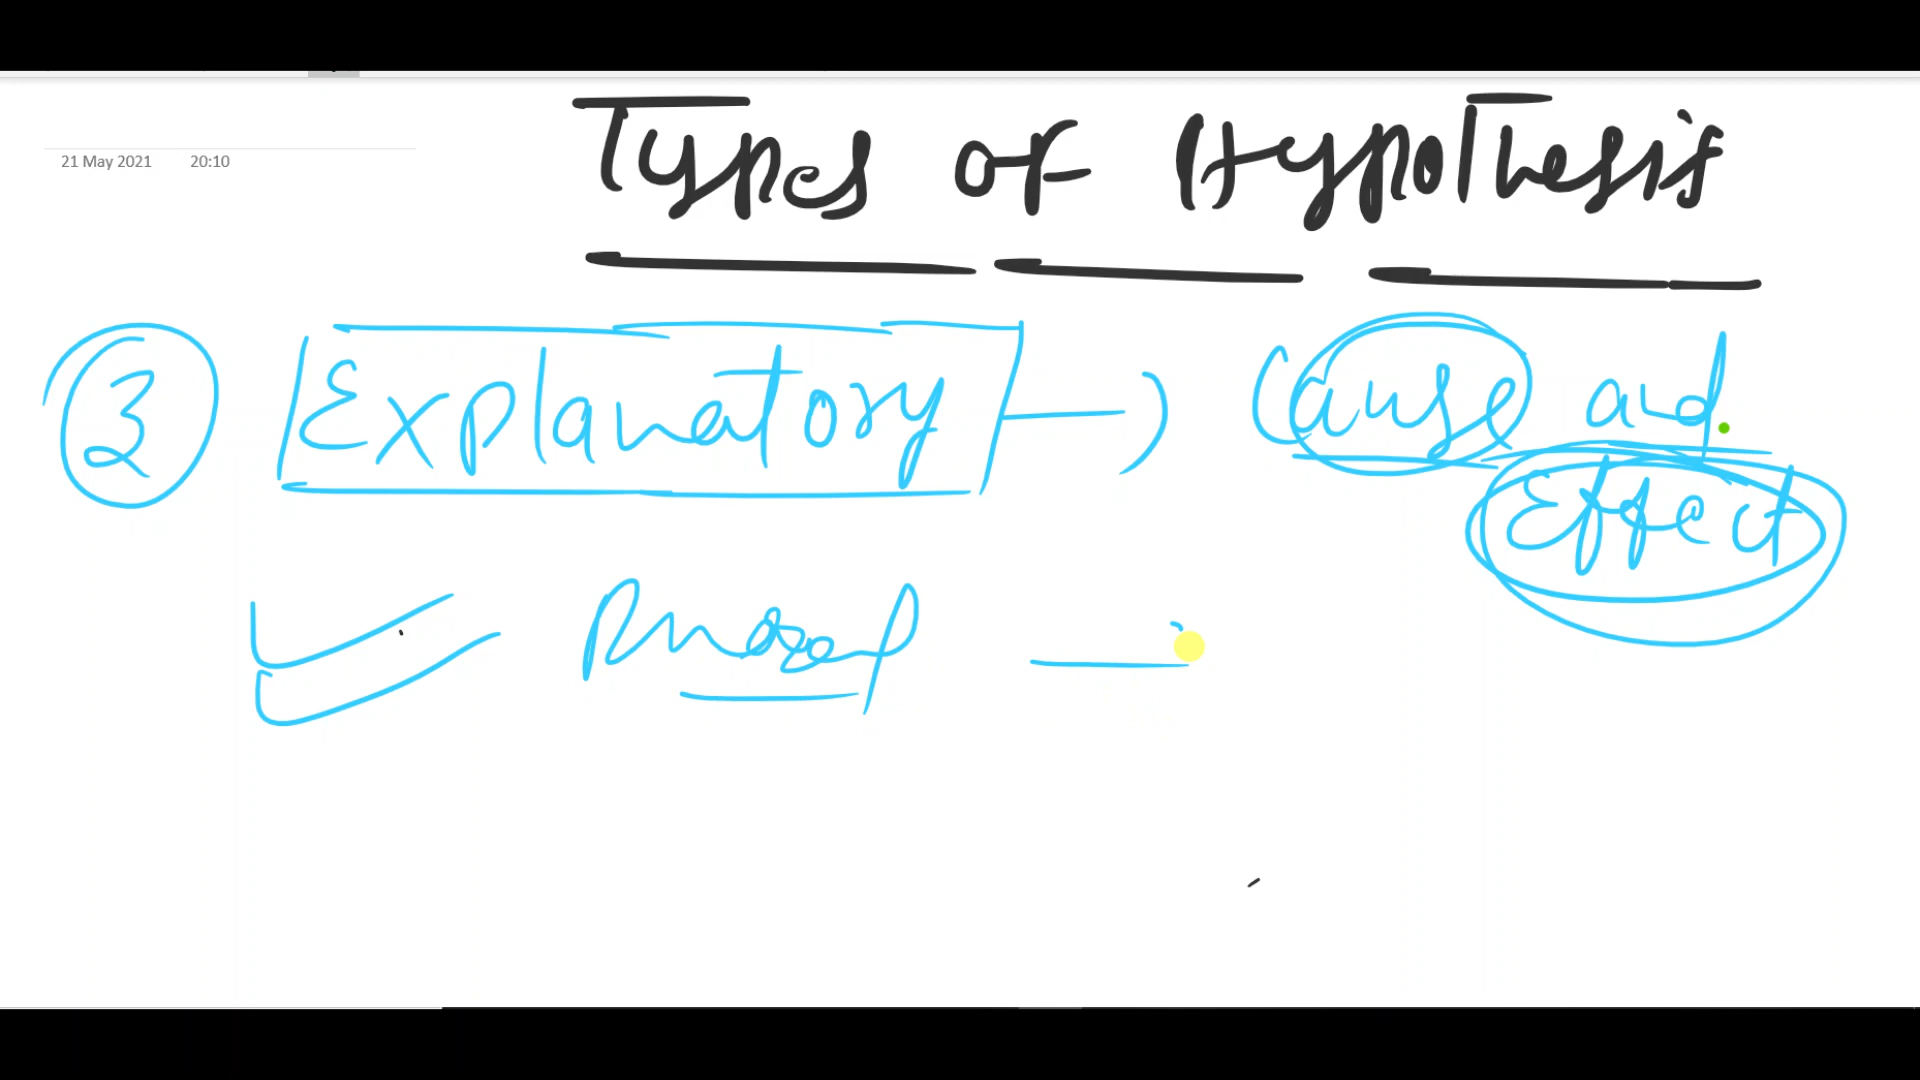 21 May 2021 20:10
Types of Hypothesis
3 Explanatory → Cause and
Effect